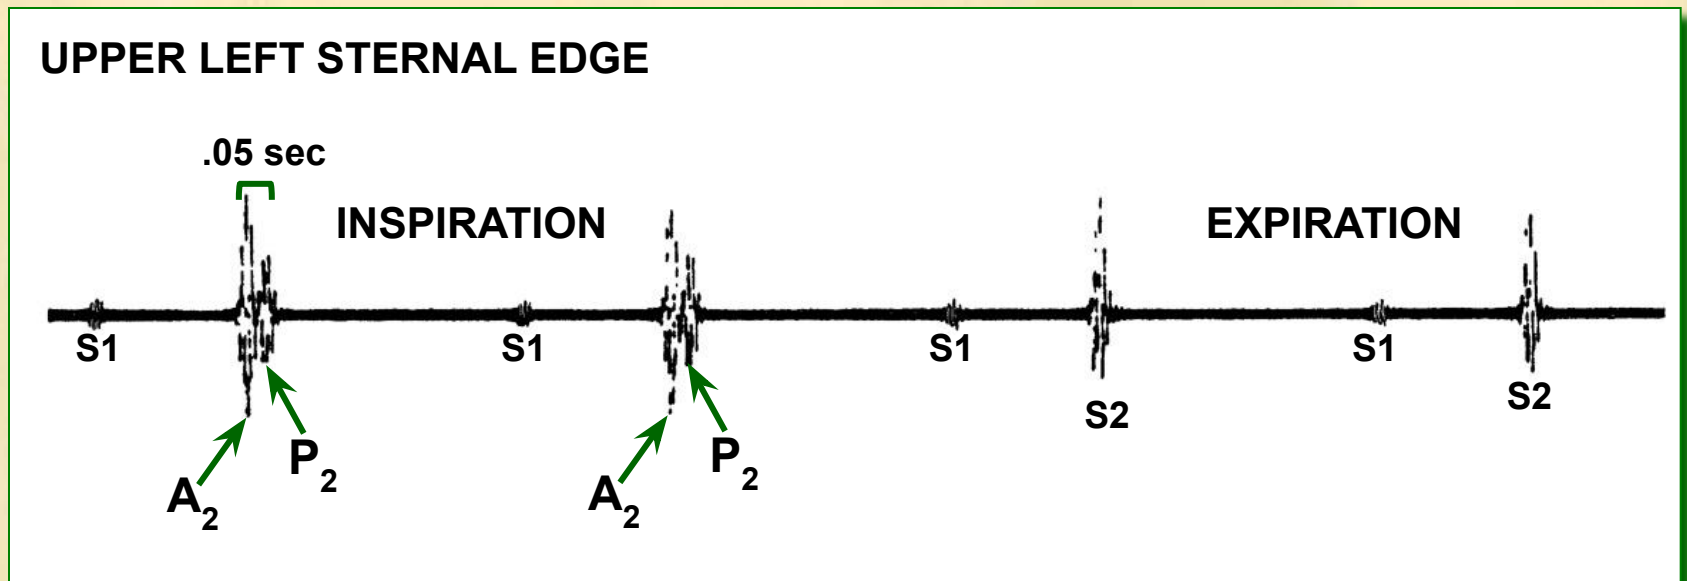 UPPER LEFT STERNAL EDGE
.05 sec
INSPIRATION
EXPIRATION
S1
S1
S1
S1
S2
S2
P2
P2
A2
A2